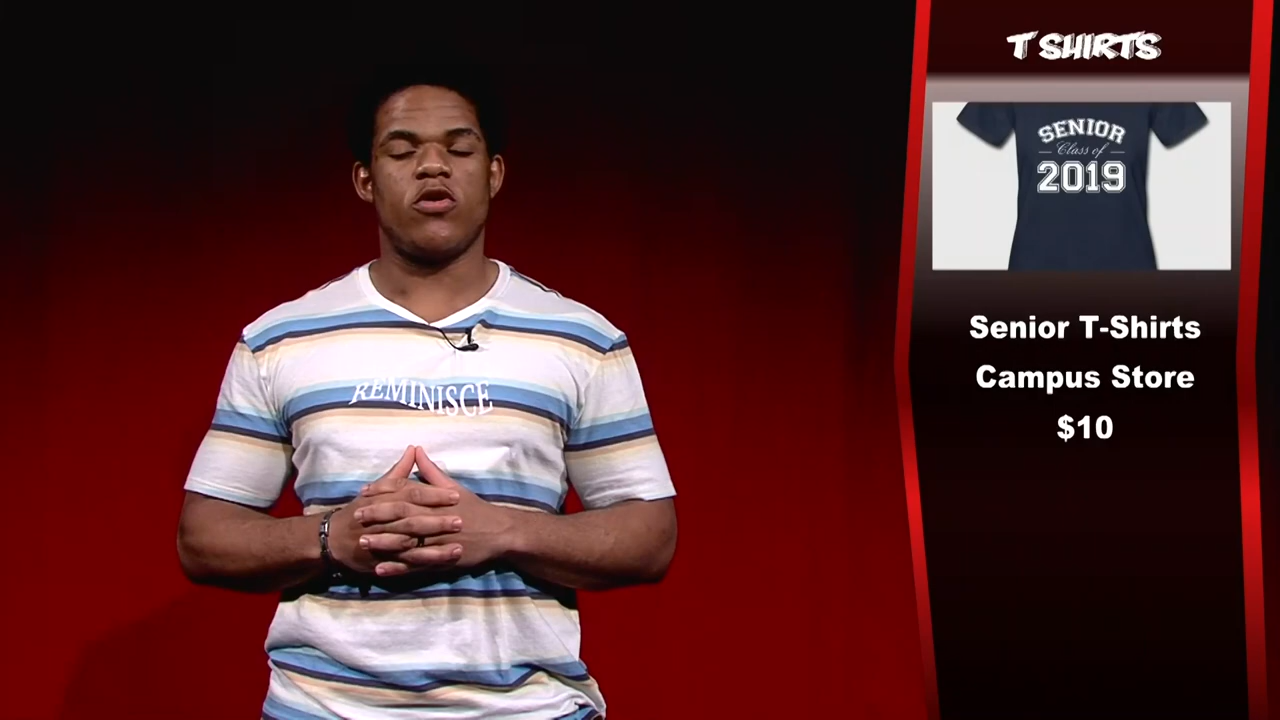 T SHIRTS
SENIOR
Class of
2019
Senior T-Shirts
Campus Store
$10
REMINISCE